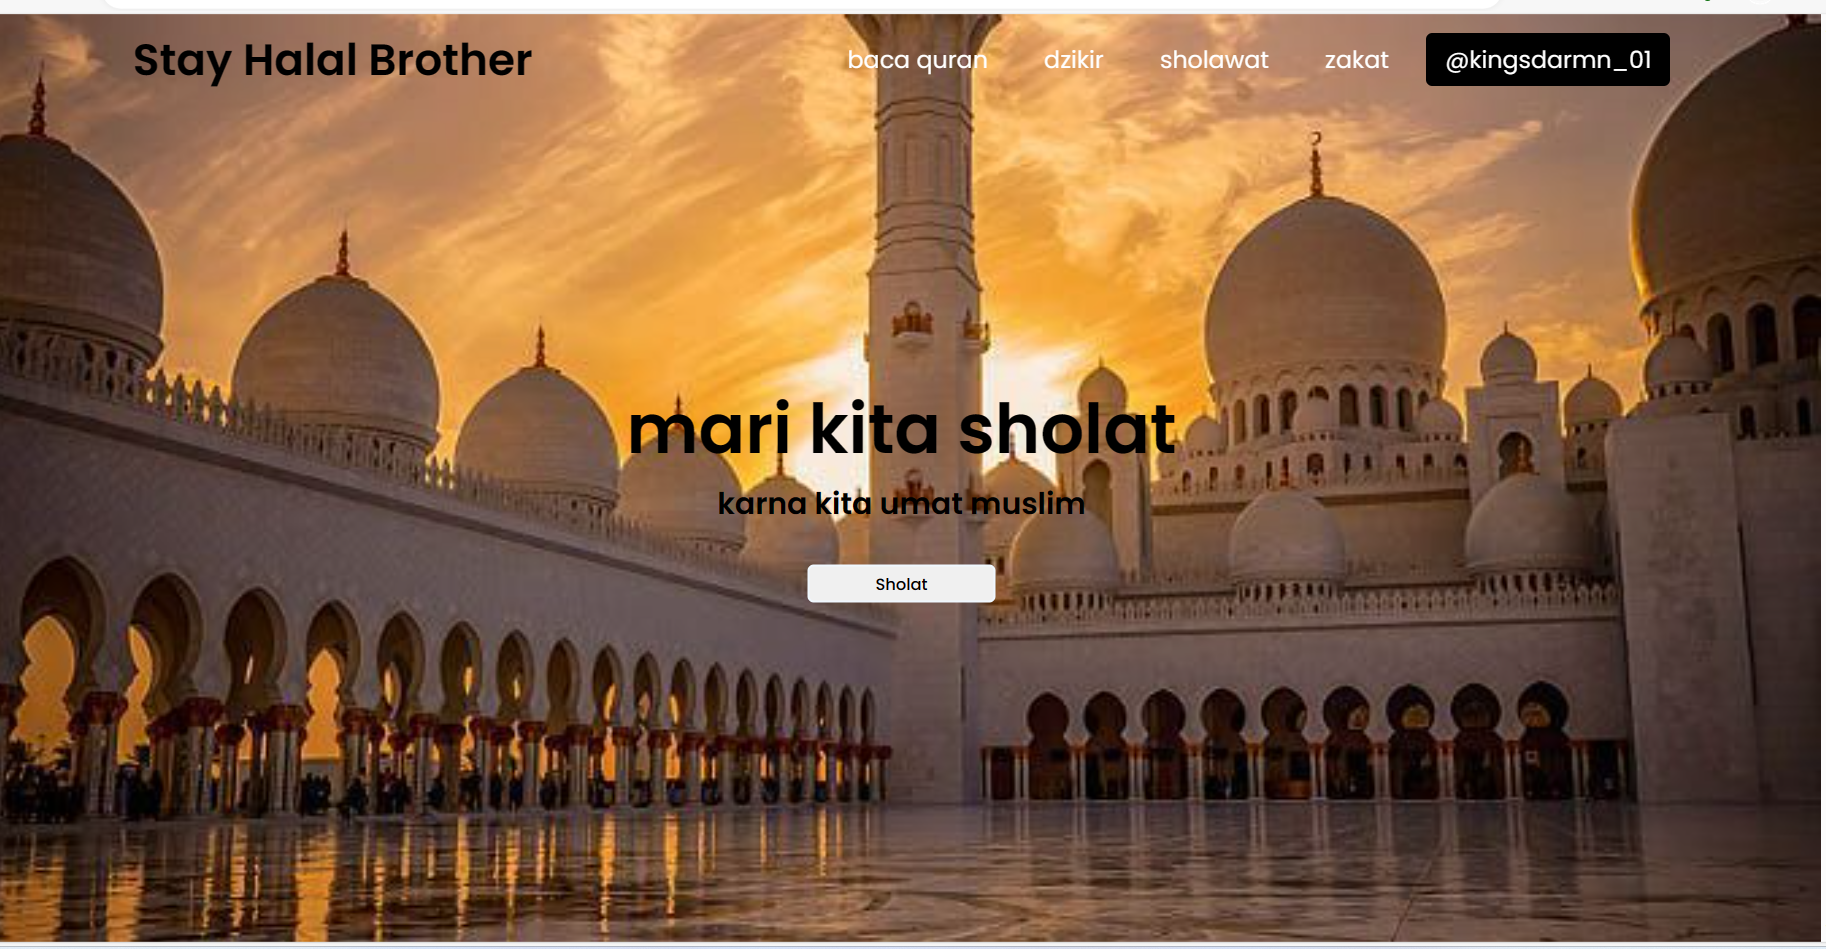 Stay Halal Brother
baca quran dzikir sholawat zakat @kingsdarmn_01
mari kita sholat
karna kita umat muslim
Sholat